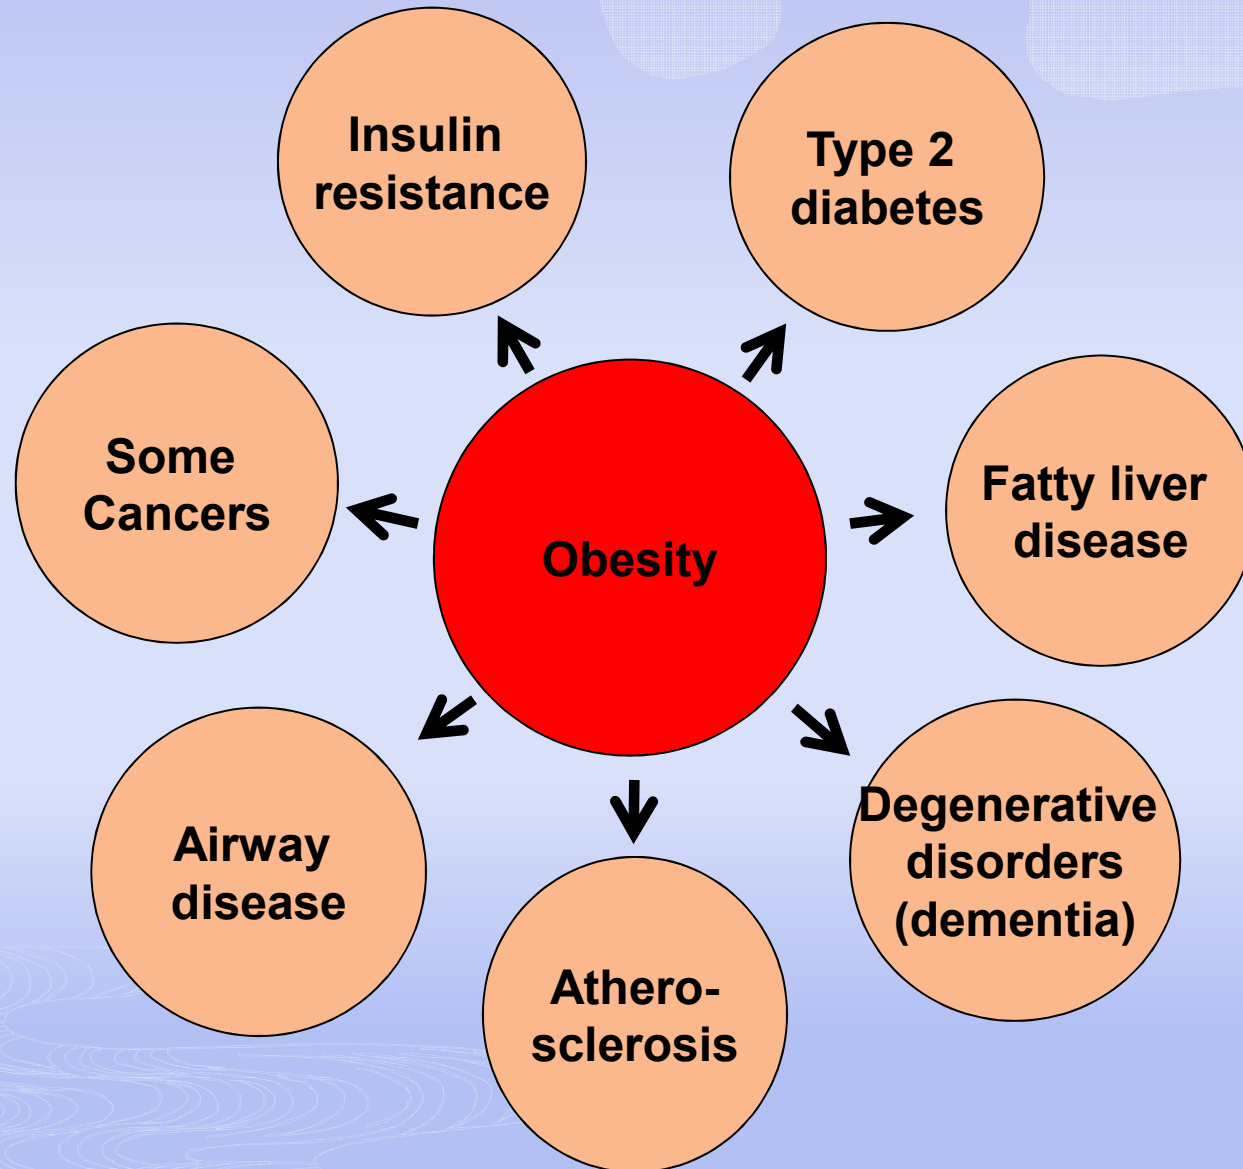 Insulin
resistance
Type 2
diabetes
Some
Cancers
Obesity
Fatty liver
disease
Airway
disease
Degenerative
disorders
(dementia)
Athero-
sclerosis